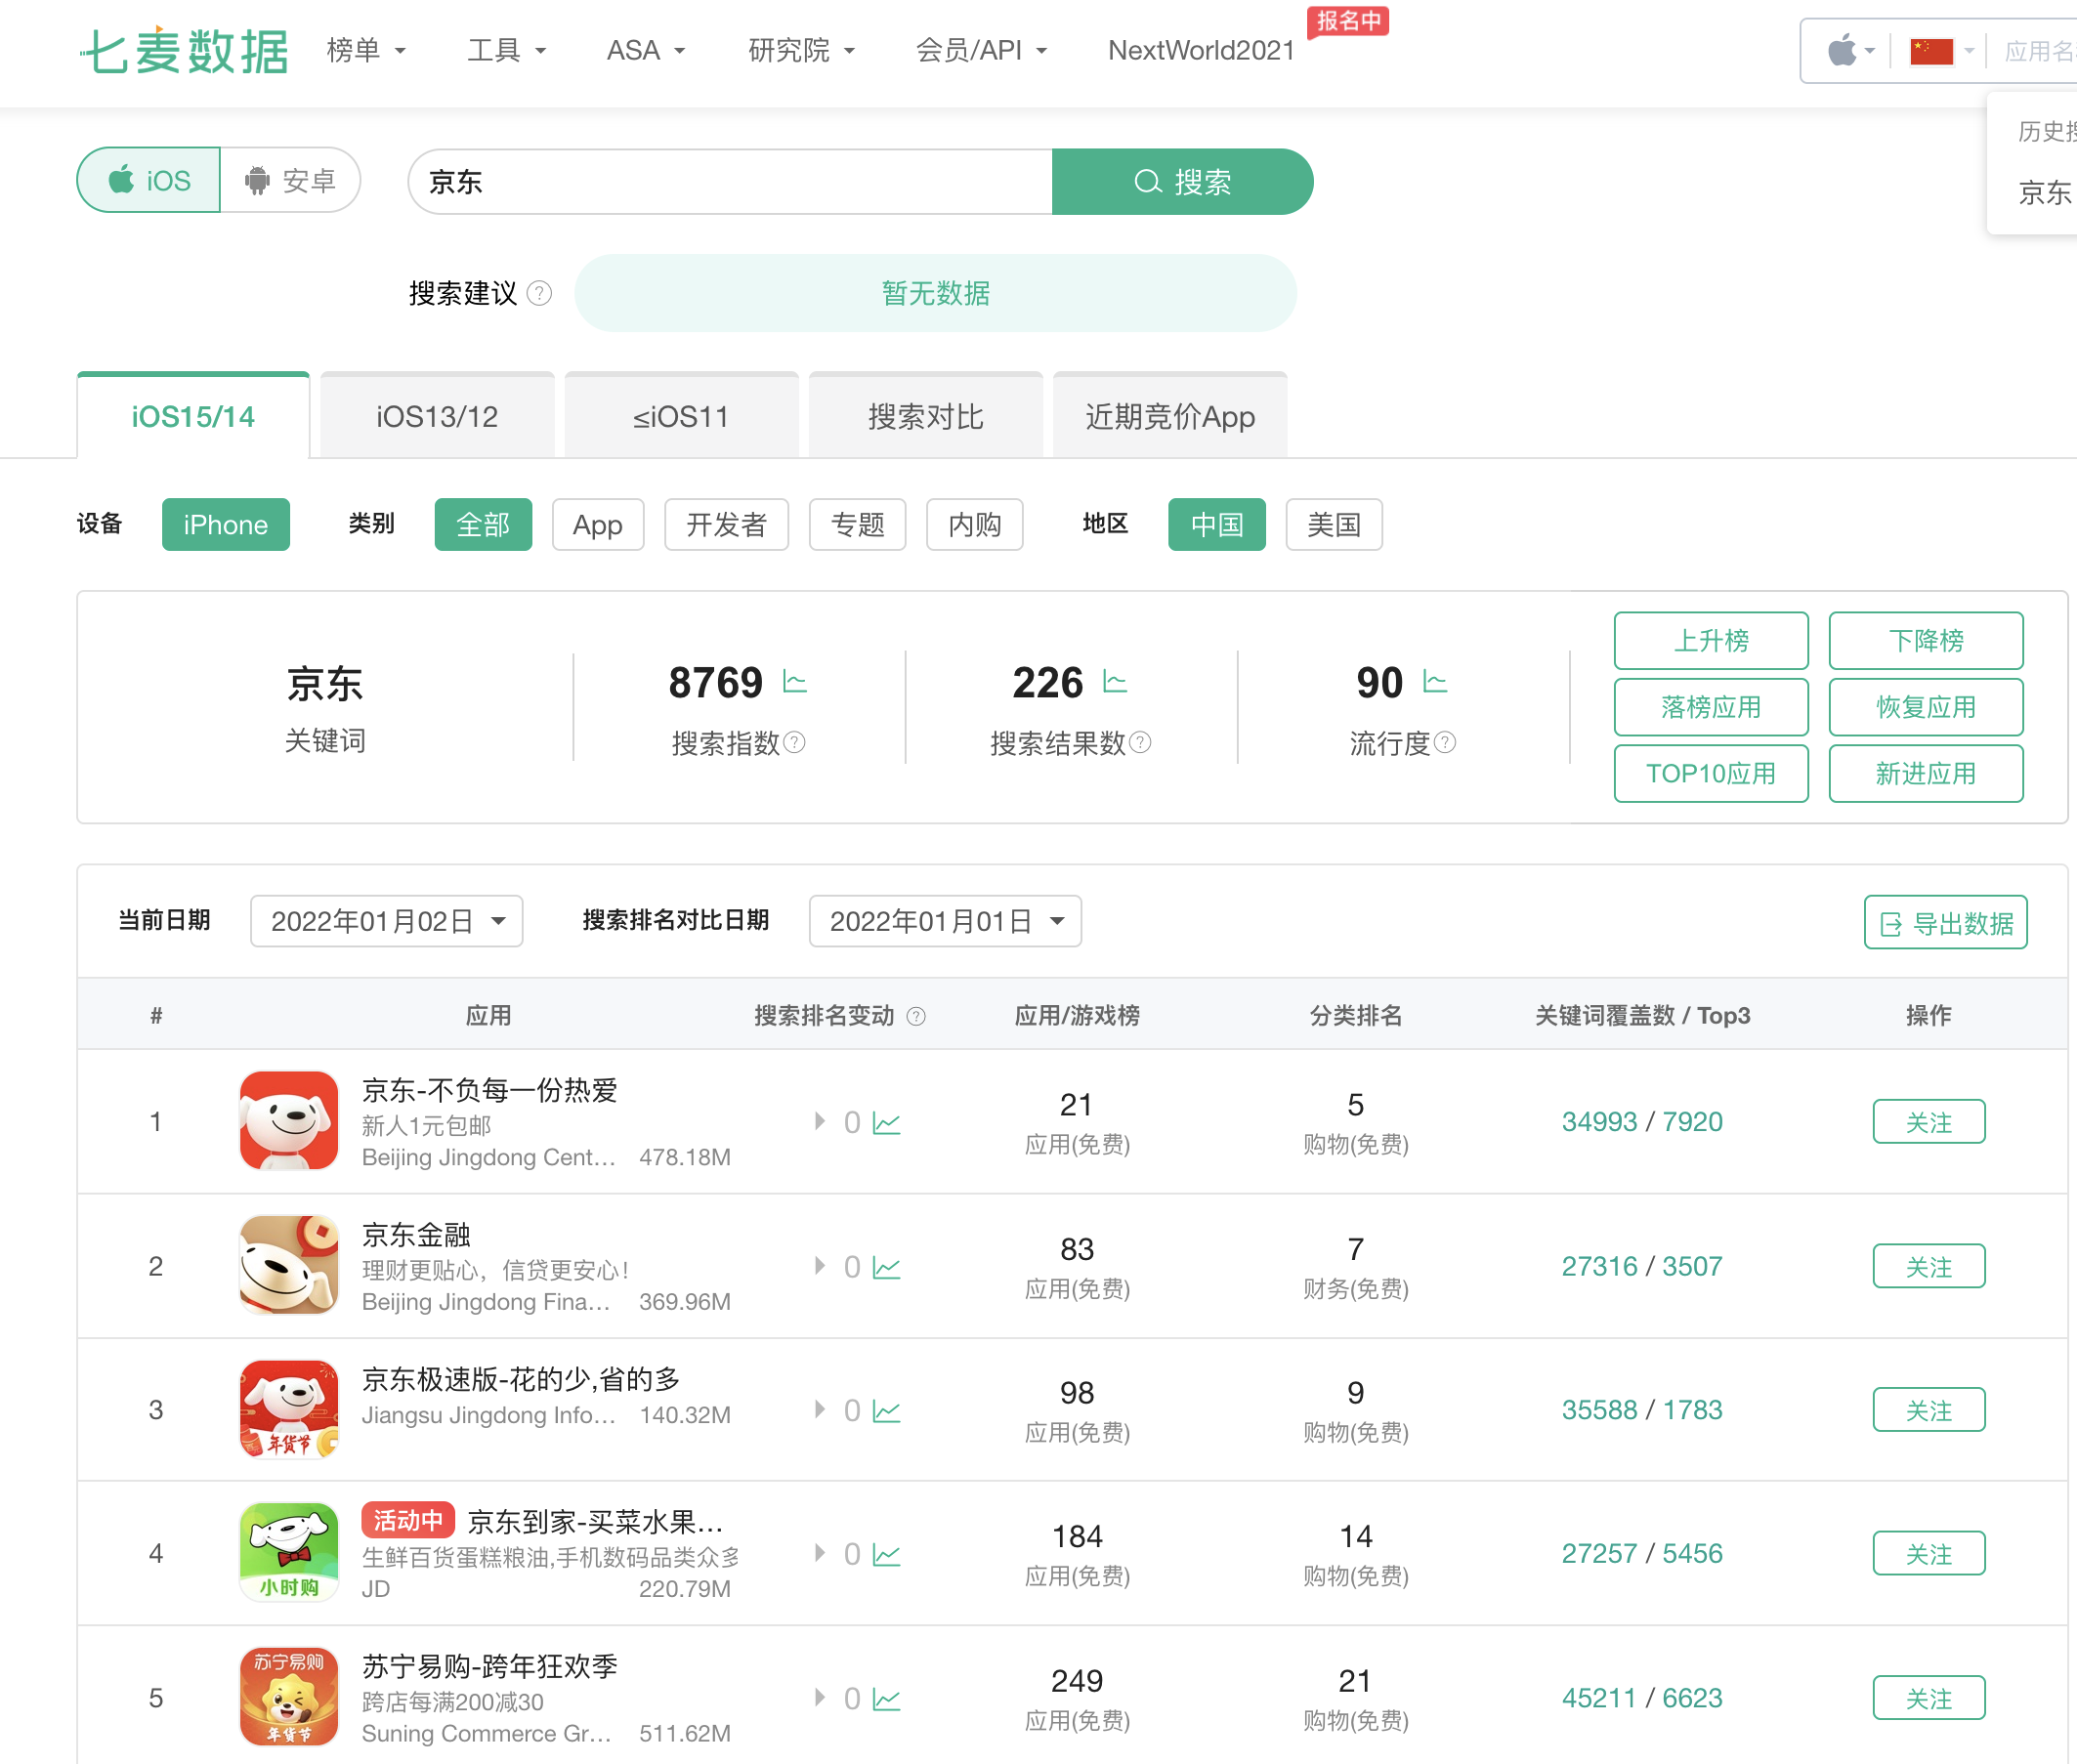 七麦数据 榜单 工具 ASA 研究院 会员/API NextWorld2021 报名中 应用名
历史搜
京东
iOS 安卓 京东 搜索
搜索建议 ? 暂无数据
iOS15/14 iOS13/12 ≤iOS11 搜索对比 近期竞价App
设备 iPhone 类别 全部 App 开发者 专题 内购 地区 中国 美国
京东 8769 226 90
关键词 搜索指数? 搜索结果数? 流行度?
上升榜 下降榜
落榜应用 恢复应用
TOP10应用 新进应用
当前日期 2022年01月02日 搜索排名对比日期 2022年01月01日 导出数据
# 应用 搜索排名变动 ? 应用/游戏榜 分类排名 关键词覆盖数 / Top3 操作
1 京东-不负每一份热爱
新人1元包邮
Beijing Jingdong Cent... 478.18M
0 21 5 34993 / 7920 关注
应用(免费) 购物(免费)
2 京东金融
理财更贴心，信贷更安心！
Beijing Jingdong Fina... 369.96M
0 83 7 27316 / 3507 关注
应用(免费) 财务(免费)
年货节
3 京东极速版-花的少,省的多
Jiangsu Jingdong Info... 140.32M
0 98 9 35588 / 1783 关注
应用(免费) 购物(免费)
小时购
4 活动中 京东到家-买菜水果...
生鲜百货蛋糕粮油,手机数码品类众多
JD 220.79M
0 184 14 27257 / 5456 关注
应用(免费) 购物(免费)
苏宁易购
年货节
5 苏宁易购-跨年狂欢季
跨店每满200减30
Suning Commerce Gr... 511.62M
0 249 21 45211 / 6623 关注
应用(免费) 购物(免费)